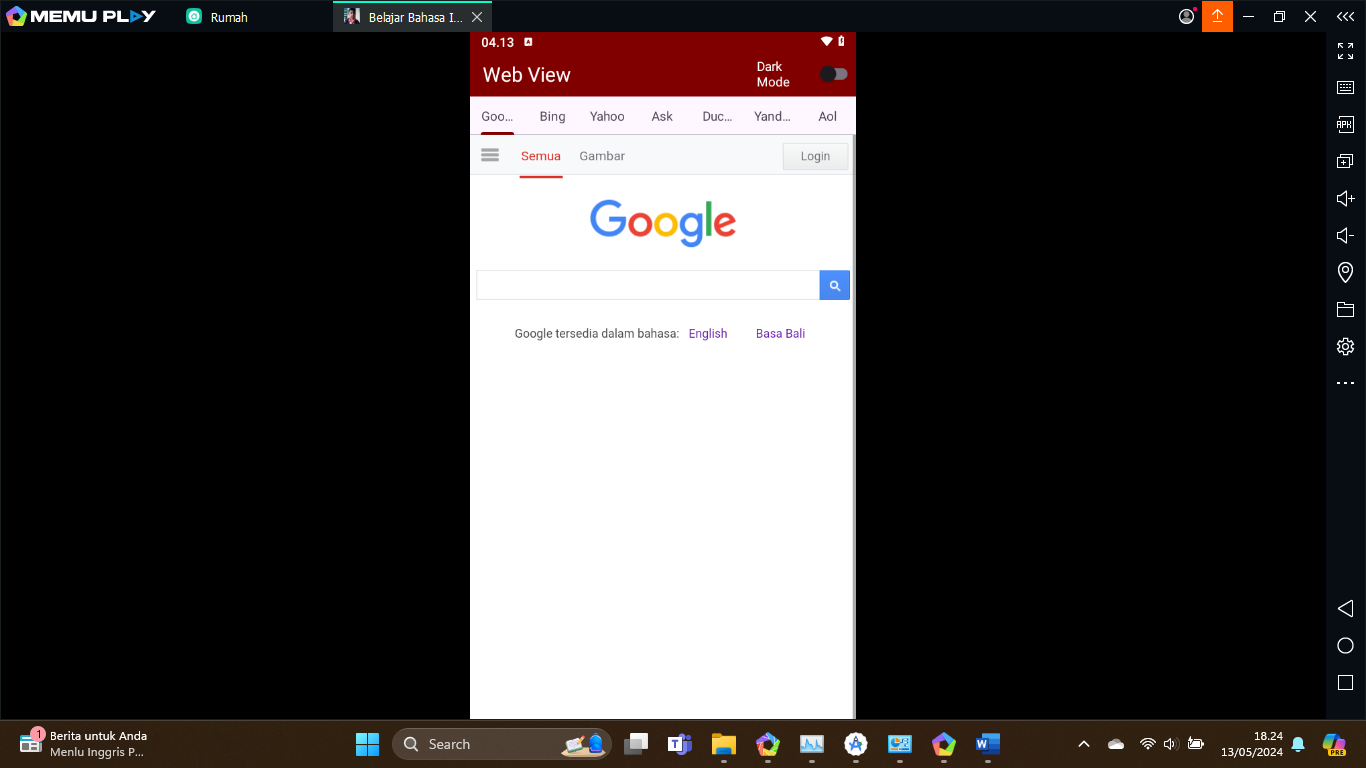 MEMU PLAY
Rumah
Belajar Bahasa I...
04.13
Web View
Dark
Mode
Goo...
Bing
Yahoo
Ask
Duc...
Yand...
Aol
Semua
Gambar
Login
Google
Google tersedia dalam bahasa: English Basa Bali
APK
1
Berita untuk Anda
Menlu Inggris P...
Search
18.24
13/05/2024
PRE